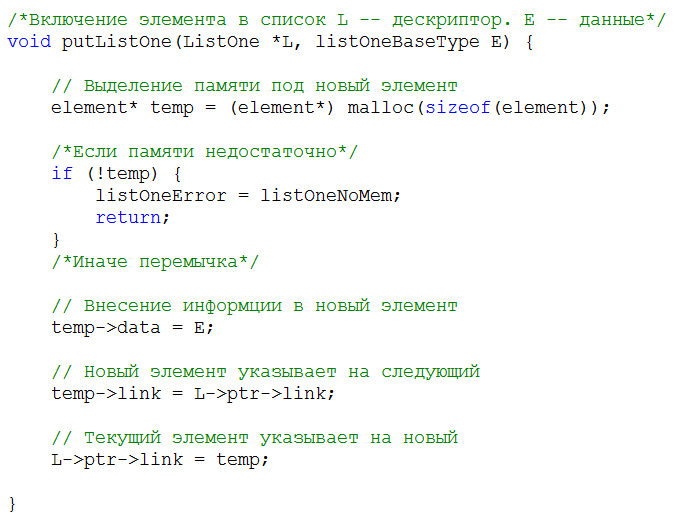 /*Включение элемента в список L -- дескриптор. E -- данные*/
void putListOne(ListOne *L, listOneBaseType E) {
// Выделение памяти под новый элемент
element* temp = (element*) malloc(sizeof(element));
/*Если памяти недостаточно*/
if (!temp) {
listOneError = listOneNoMem;
return;
}
/*Иначе перемычка*/
// Внесение информции в новый элемент
temp->data = E;
// Новый элемент указывает на следующий
temp->link = L->ptr->link;
// Текущий элемент указывает на новый
L->ptr->link = temp;
}